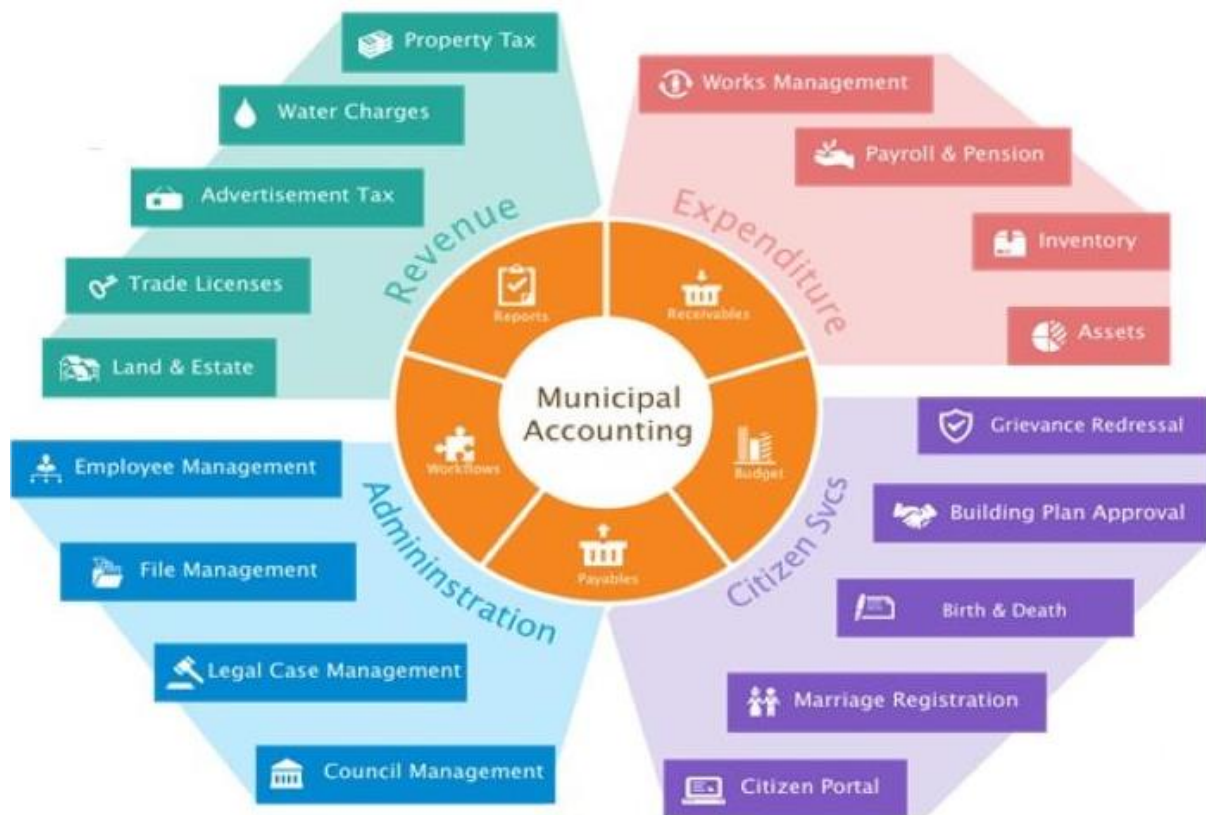 Property Tax
Water Charges
Advertisement Tax
Trade Licenses
Land & Estate
Revenue
Works Management
Payroll & Pension
Inventory
Assets
Expenditure
Reports
Receivables
Workflows
Budget
Payables
Municipal
Accounting
Employee Management
File Management
Legal Case Management
Council Management
Admininstration
Grievance Redressal
Building Plan Approval
Birth & Death
Marriage Registration
Citizen Portal
Citizen Svcs